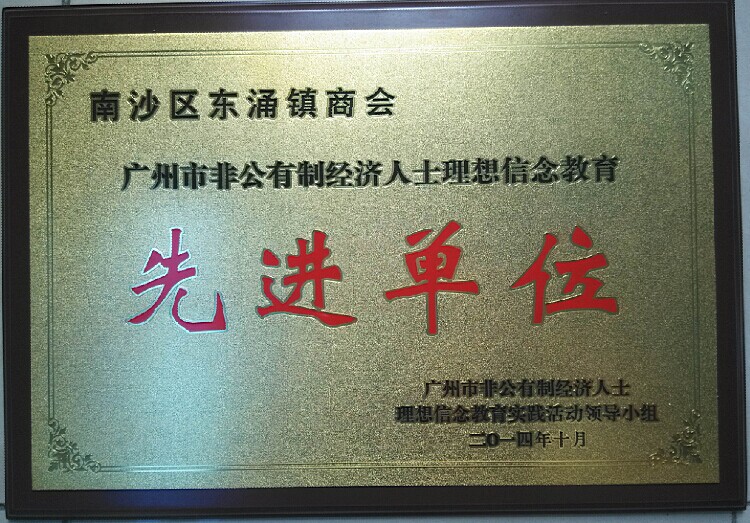 南沙区东涌镇商会
广州市非公有制经济人士理想信念教育
先进单位
广州市非公有制经济人士
理想信念教育实践活动领导小组
二0一四年十月